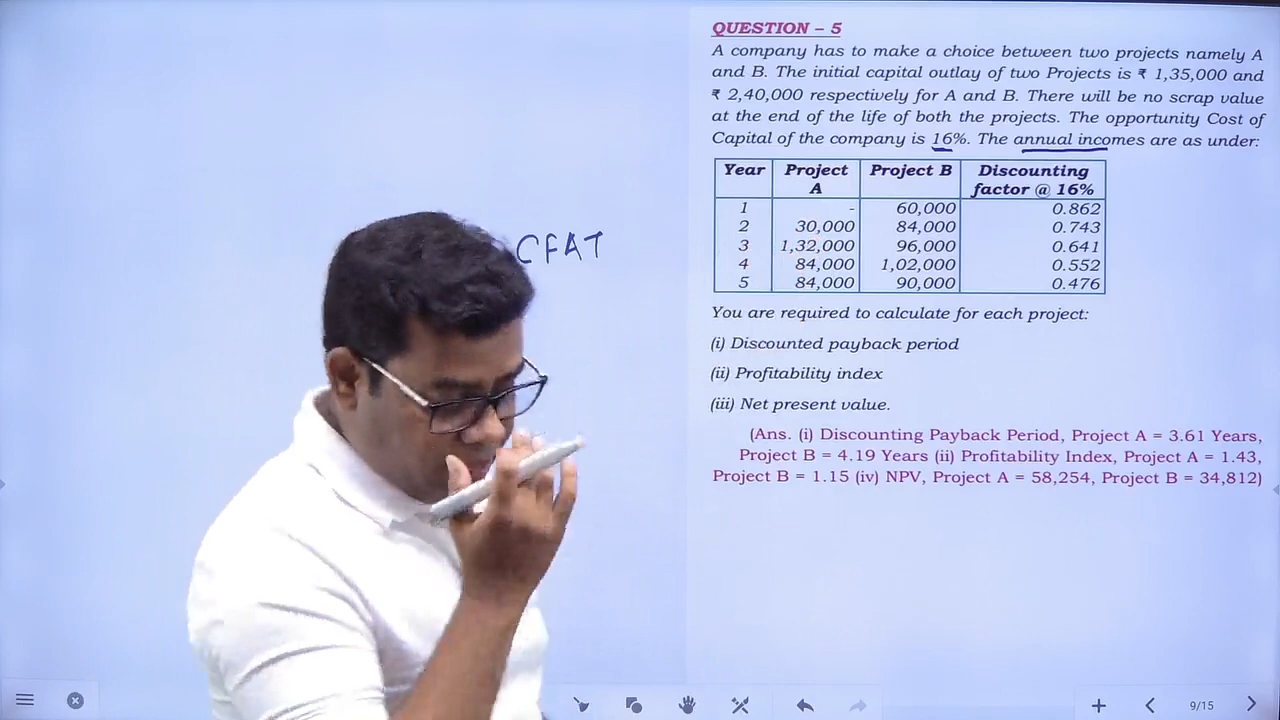 QUESTION – 5
A company has to make a choice between two projects namely A
and B. The initial capital outlay of two Projects is ₹ 1,35,000 and
₹ 2,40,000 respectively for A and B. There will be no scrap value
at the end of the life of both the projects. The opportunity Cost of
Capital of the company is 16%. The annual incomes are as under:
Year Project A Project B Discounting factor @ 16%
1 - 60,000 0.862
2 30,000 84,000 0.743
3 1,32,000 96,000 0.641
4 84,000 1,02,000 0.552
5 84,000 90,000 0.476
You are required to calculate for each project:
(i) Discounted payback period
(ii) Profitability index
(iii) Net present value.
(Ans. (i) Discounting Payback Period, Project A = 3.61 Years,
Project B = 4.19 Years (ii) Profitability Index, Project A = 1.43,
Project B = 1.15 (iv) NPV, Project A = 58,254, Project B = 34,812)
CFAT
9/15